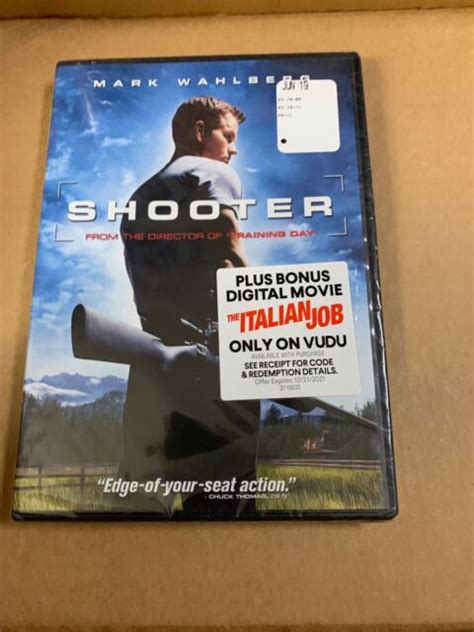 MARK WAHLBERG
JUN 19
SHOOTER
FROM THE DIRECTOR OF TRAINING DAY
PLUS BONUS
DIGITAL MOVIE
THE ITALIAN JOB
ONLY ON VUDU
AVAILABLE WITH PURCHASE
SEE RECEIPT FOR CODE
& REDEMPTION DETAILS.
Offer Expires 12/31/2021
“Edge-of-your-seat action.”
- CHUCK THOMAS,